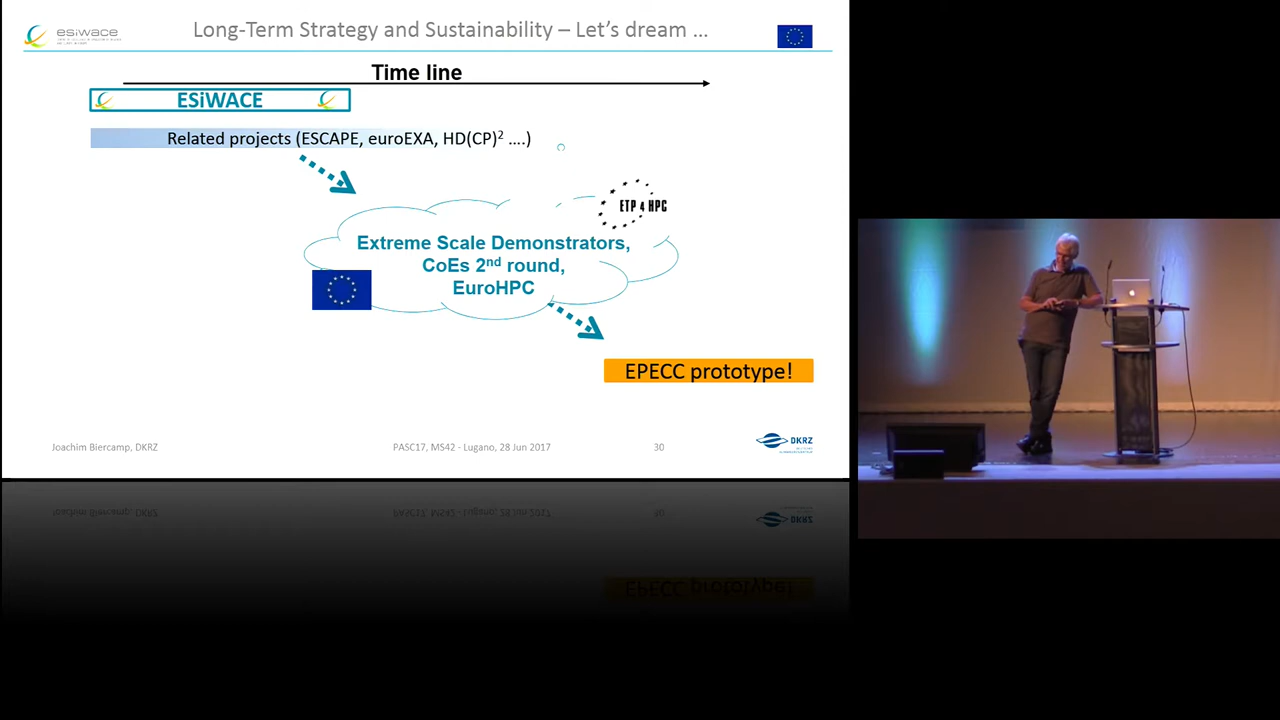 esiwace
Long-Term Strategy and Sustainability – Let's dream ...
Time line
ESiWACE
Related projects (ESCAPE, euroEXA, HD(CP)² ....)
ETP 4 HPC
Extreme Scale Demonstrators,
CoEs 2nd round,
EuroHPC
EPECC prototype!
Joachim Biercamp, DKRZ
PASC17, MS42 - Lugano, 28 Jun 2017
30
DKRZ